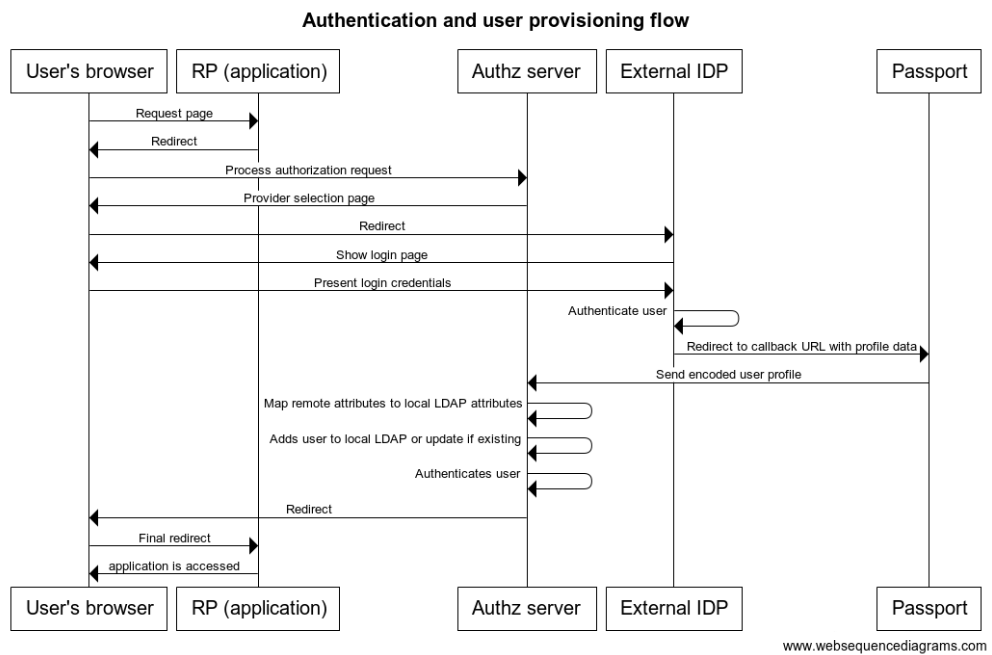 Authentication and user provisioning flow
User's browser
RP (application)
Authz server
External IDP
Passport
Request page
Redirect
Process authorization request
Provider selection page
Redirect
Show login page
Present login credentials
Authenticate user
Redirect to callback URL with profile data
Send encoded user profile
Map remote attributes to local LDAP attributes
Adds user to local LDAP or update if existing
Authenticates user
Redirect
Final redirect
application is accessed
User's browser
RP (application)
Authz server
External IDP
Passport
www.websequencediagrams.com